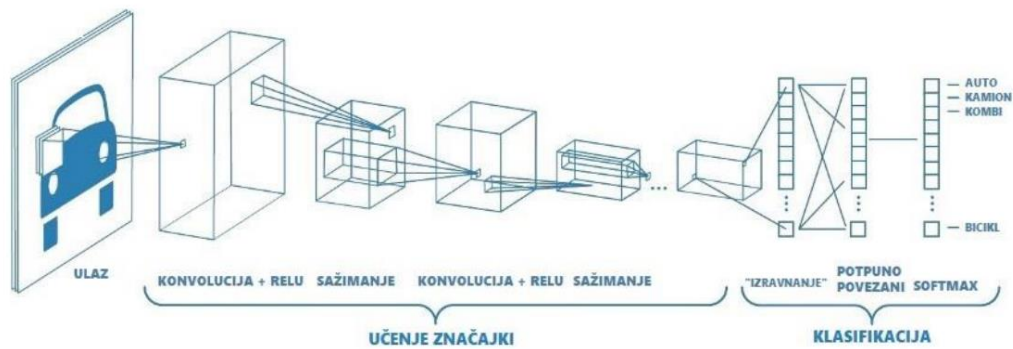 AUTO
KAMION
KOMBI
BICIKL
ULAZ
KONVOLUCIJA + RELU SAŽIMANJE KONVOLUCIJA + RELU SAŽIMANJE
"IZRAVNANJE" POTPUNO POVEZANI SOFTMAX
UČENJE ZNAČAJKI
KLASIFIKACIJA